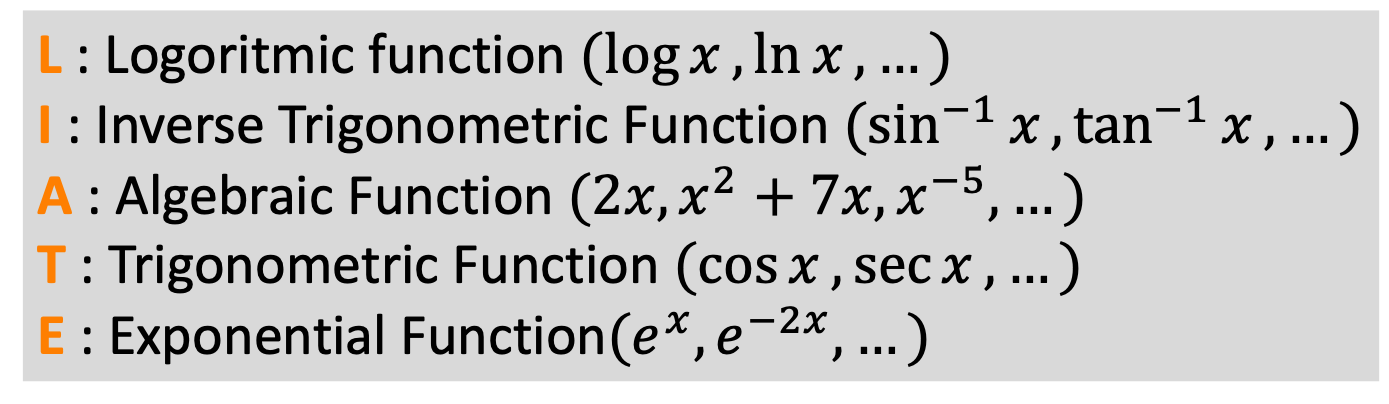 L : Logoritmic function (log x , ln x , ... )
I : Inverse Trigonometric Function (sin⁻¹ x , tan⁻¹ x , ... )
A : Algebraic Function (2x, x² + 7x, x⁻⁵, ... )
T : Trigonometric Function (cos x , sec x , ... )
E : Exponential Function(eˣ, e⁻²ˣ, ... )